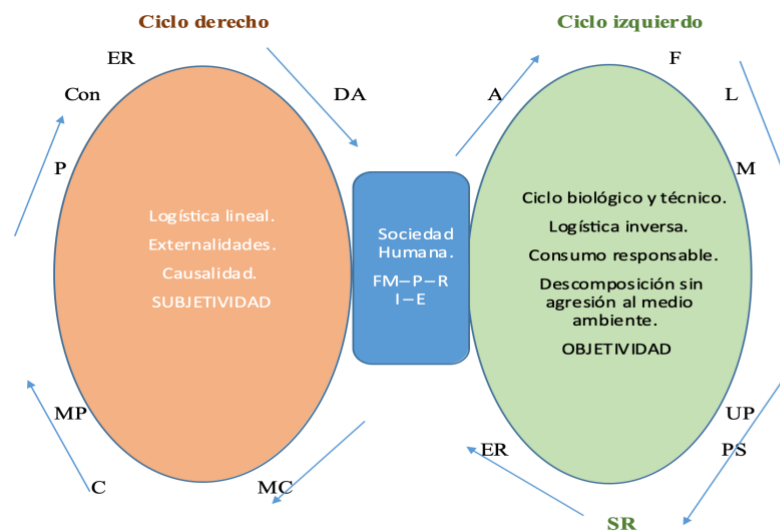 Ciclo derecho
Ciclo izquierdo
ER
Con
DA
P
Logística lineal.
Externalidades.
Causalidad.
SUBJETIVIDAD
MP
C
MC
Sociedad
Humana.
FM–P–R
I–E
A
F
L
M
Ciclo biológico y técnico.
Logística inversa.
Consumo responsable.
Descomposición sin
agresión al medio
ambiente.
OBJETIVIDAD
UP
PS
ER
SR